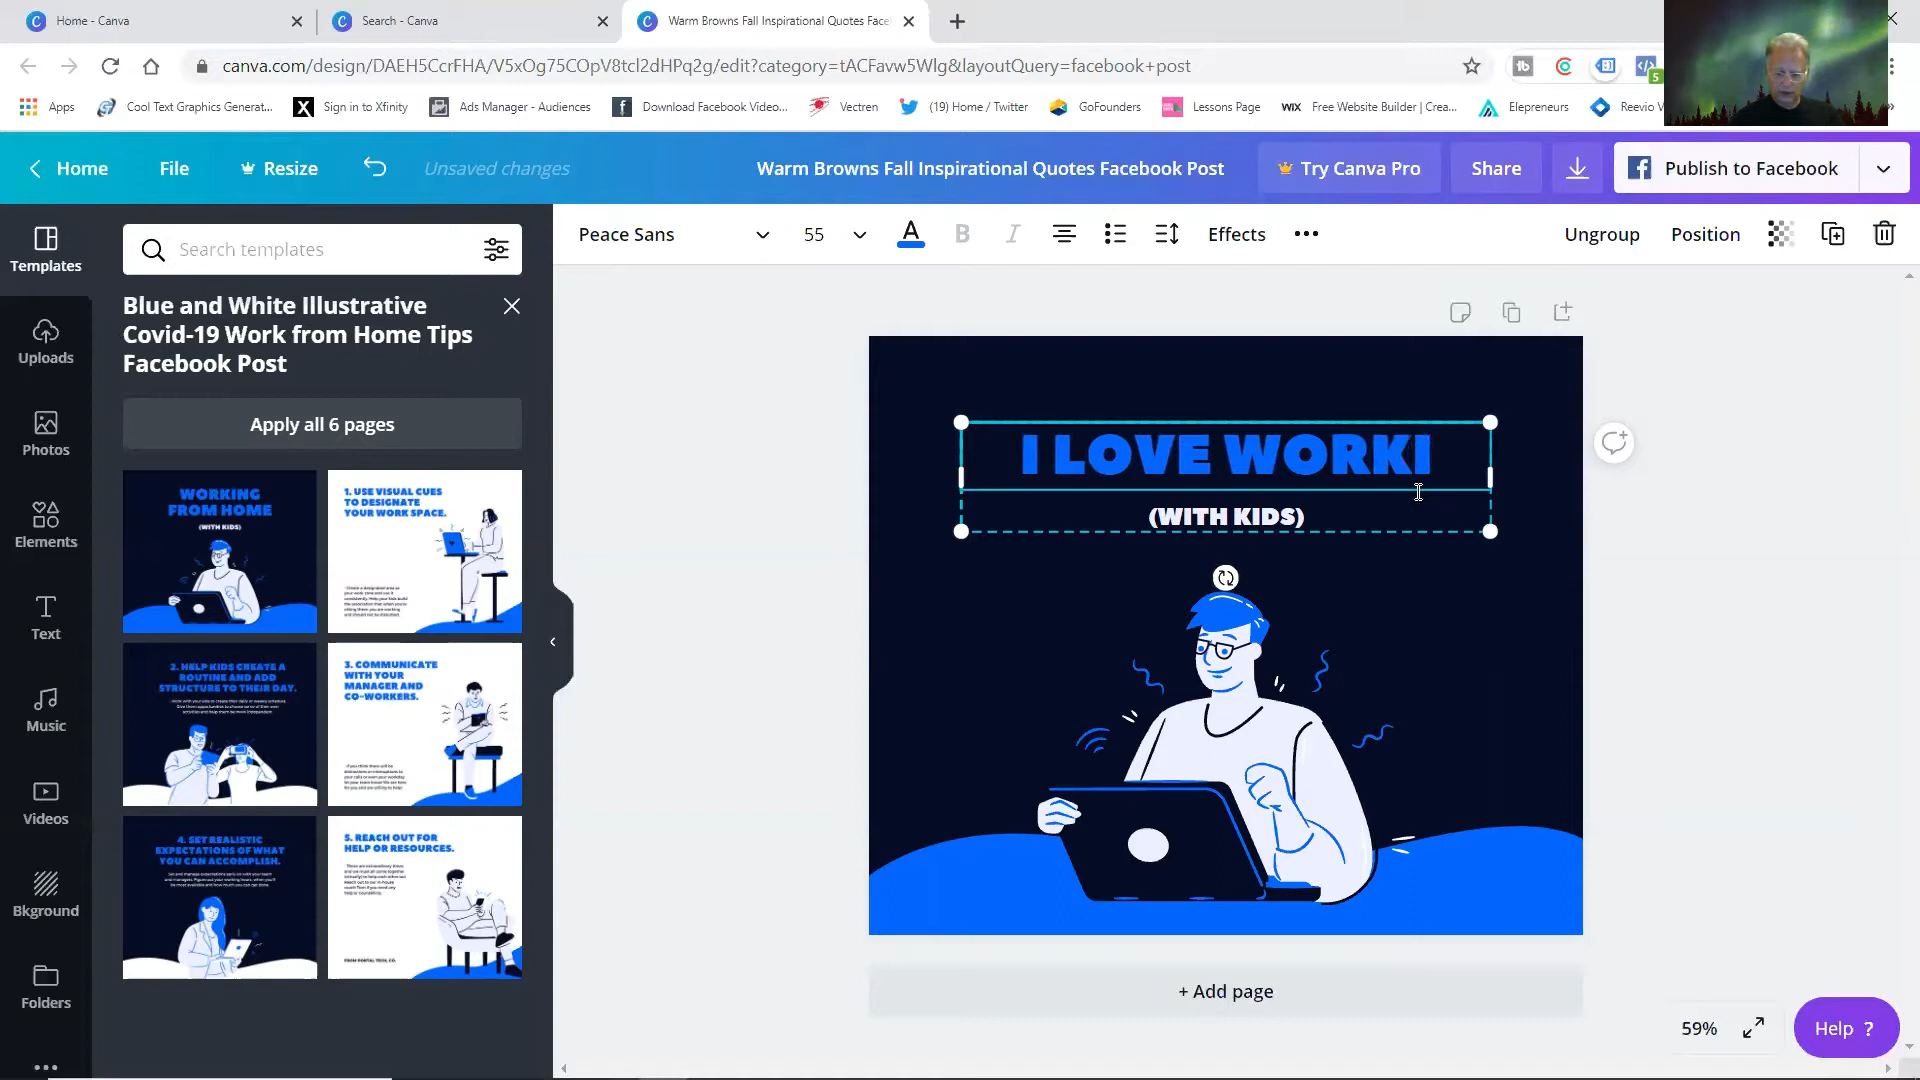 Home - Canva
Search - Canva
Warm Browns Fall Inspirational Quotes Face
canva.com/design/DAEH5CcrFHA/V5xOg75COpV8tcl2dHPq2g/edit?category=tACFavw5Wlg&layoutQuery=facebook+post
5
Apps
Cool Text Graphics Generat...
Sign in to Xfinity
Ads Manager - Audiences
Download Facebook Video...
Vectren
(19) Home / Twitter
GoFounders
Lessons Page
WIX
Free Website Builder | Crea...
Elepreneurs
Reevio V
Home
File
Resize
Unsaved changes
Warm Browns Fall Inspirational Quotes Facebook Post
Try Canva Pro
Share
Publish to Facebook
Templates
Uploads
Photos
Elements
Text
Music
Videos
Bkground
Folders
Search templates
Blue and White Illustrative
Covid-19 Work from Home Tips
Facebook Post
Apply all 6 pages
WORKING
FROM HOME
(WITH KIDS)
1. USE VISUAL CUES
TO DESIGNATE
YOUR WORK SPACE.
2. HELP KIDS CREATE A
ROUTINE AND ADD
STRUCTURE TO THEIR DAY.
3. COMMUNICATE
WITH YOUR
MANAGER AND
CO-WORKERS.
4. SET REALISTIC
EXPECTATIONS OF WHAT
YOU CAN ACCOMPLISH.
5. REACH OUT FOR
HELP OR RESOURCES.
FROM PORTAL TECH, CO.
Peace Sans
55
A
B
I
Effects
Ungroup
Position
I LOVE WORKI
(WITH KIDS)
+ Add page
59%
Help ?